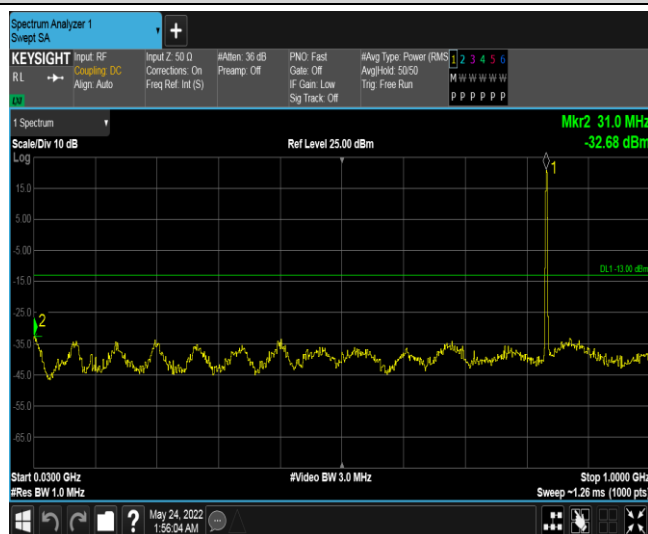 Spectrum Analyzer 1
Swept SA
+
KEYSIGHT
RL
Input: RF
Coupling: DC
Align: Auto
Input Z: 50 Ω
Corrections: On
Freq Ref: Int (S)
#Atten: 36 dB
Preamp: Off
PNO: Fast
Gate: Off
IF Gain: Low
Sig Track: Off
#Avg Type: Power (RMS
Avg|Hold: 50/50
Trig: Free Run
1 2 3 4 5 6
M W W W W W
P P P P P P
LXI
1 Spectrum
Mkr2 31.0 MHz
-32.68 dBm
Scale/Div 10 dB
Ref Level 25.00 dBm
Log
1
15.0
5.00
-5.00
DL1 -13.00 dBm
-15.0
-25.0
2
-35.0
-45.0
-55.0
-65.0
Start 0.0300 GHz
#Video BW 3.0 MHz
Stop 1.0000 GHz
#Res BW 1.0 MHz
Sweep ~1.26 ms (1000 pts)
?
May 24, 2022
1:56:04 AM